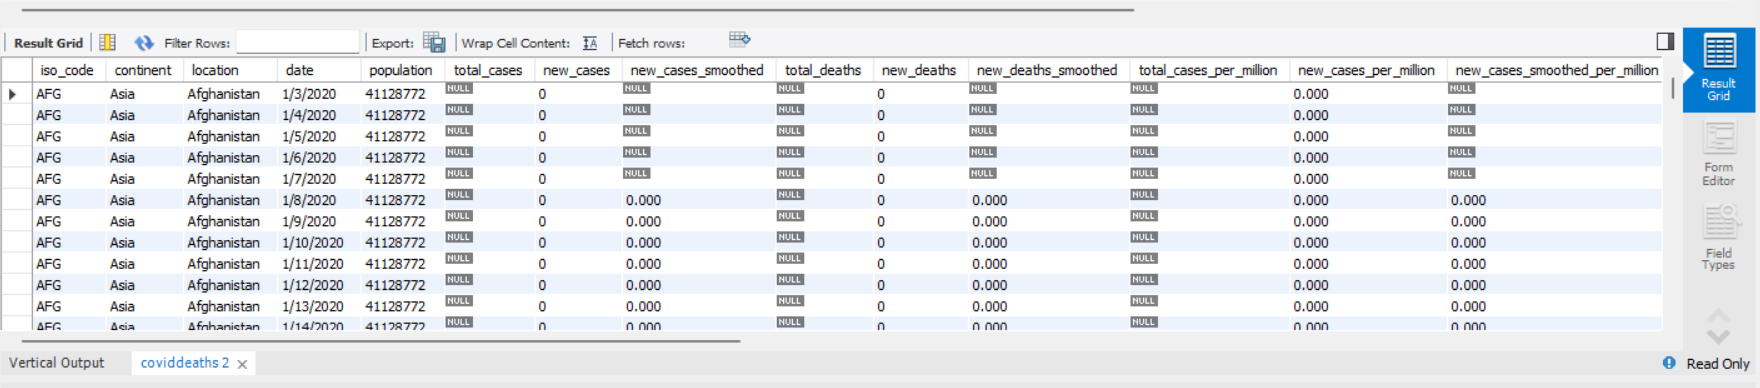 Result Grid Filter Rows: Export: Wrap Cell Content: Fetch rows:
iso_code continent location date population total_cases new_cases new_cases_smoothed total_deaths new_deaths new_deaths_smoothed total_cases_per_million new_cases_per_million new_cases_smoothed_per_million
AFG Asia Afghanistan 1/3/2020 41128772 NULL 0 NULL NULL 0 NULL NULL 0.000 NULL
AFG Asia Afghanistan 1/4/2020 41128772 NULL 0 NULL NULL 0 NULL NULL 0.000 NULL
AFG Asia Afghanistan 1/5/2020 41128772 NULL 0 NULL NULL 0 NULL NULL 0.000 NULL
AFG Asia Afghanistan 1/6/2020 41128772 NULL 0 NULL NULL 0 NULL NULL 0.000 NULL
AFG Asia Afghanistan 1/7/2020 41128772 NULL 0 NULL NULL 0 NULL NULL 0.000 NULL
AFG Asia Afghanistan 1/8/2020 41128772 NULL 0 0.000 NULL 0 0.000 NULL 0.000 0.000
AFG Asia Afghanistan 1/9/2020 41128772 NULL 0 0.000 NULL 0 0.000 NULL 0.000 0.000
AFG Asia Afghanistan 1/10/2020 41128772 NULL 0 0.000 NULL 0 0.000 NULL 0.000 0.000
AFG Asia Afghanistan 1/11/2020 41128772 NULL 0 0.000 NULL 0 0.000 NULL 0.000 0.000
AFG Asia Afghanistan 1/12/2020 41128772 NULL 0 0.000 NULL 0 0.000 NULL 0.000 0.000
AFG Asia Afghanistan 1/13/2020 41128772 NULL 0 0.000 NULL 0 0.000 NULL 0.000 0.000
AFG Asia Afghanistan 1/14/2020 41128772 NULL 0 0.000 NULL 0 0.000 NULL 0.000 0.000
Result
Grid
Form
Editor
Field
Types
Vertical Output coviddeaths 2 Read Only